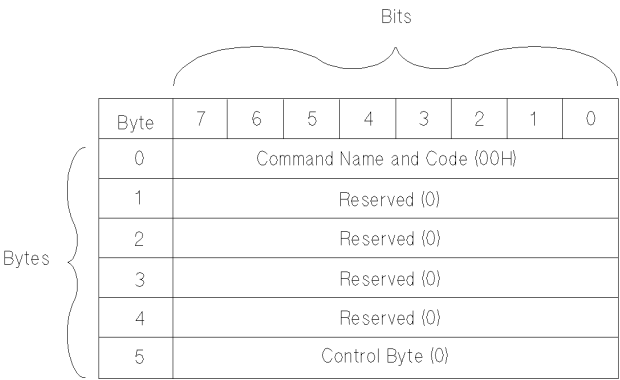 Bits
Byte 7 6 5 4 3 2 1 0
0 Command Name and Code (00H)
1 Reserved (0)
2 Reserved (0)
Bytes
3 Reserved (0)
4 Reserved (0)
5 Control Byte (0)